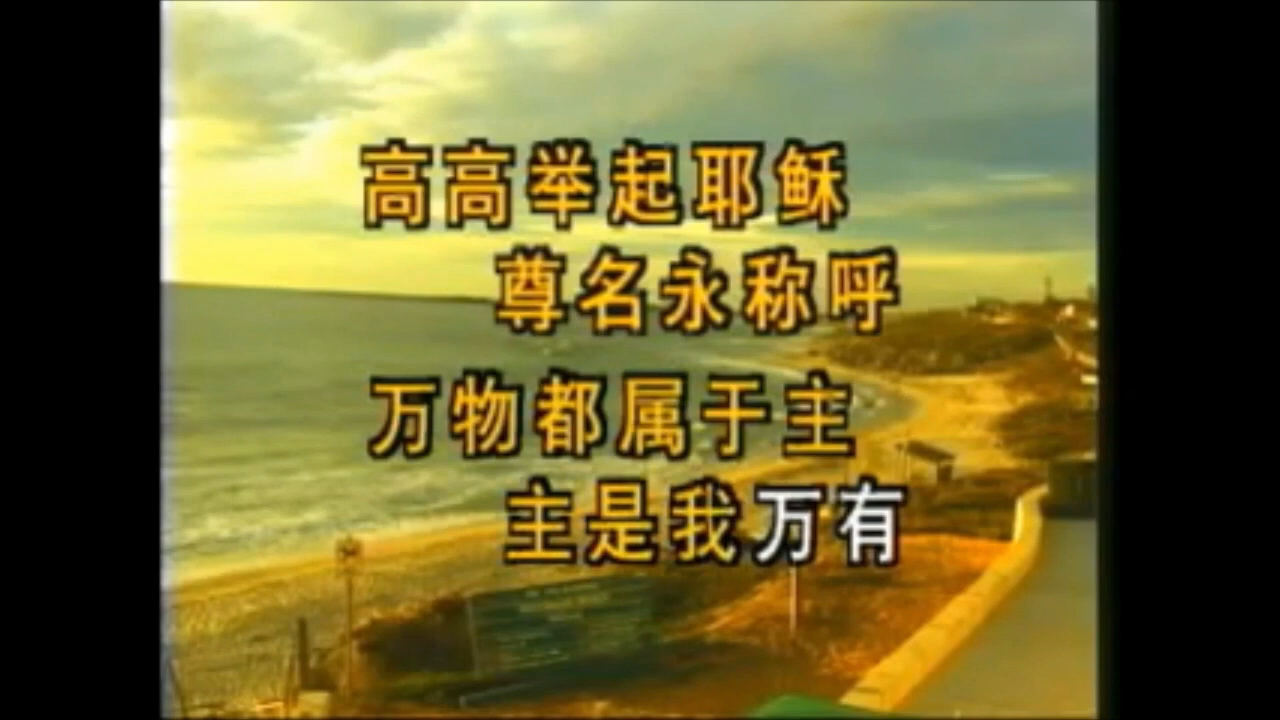 高高举起耶稣
尊名永称呼
万物都属于主
主是我万有